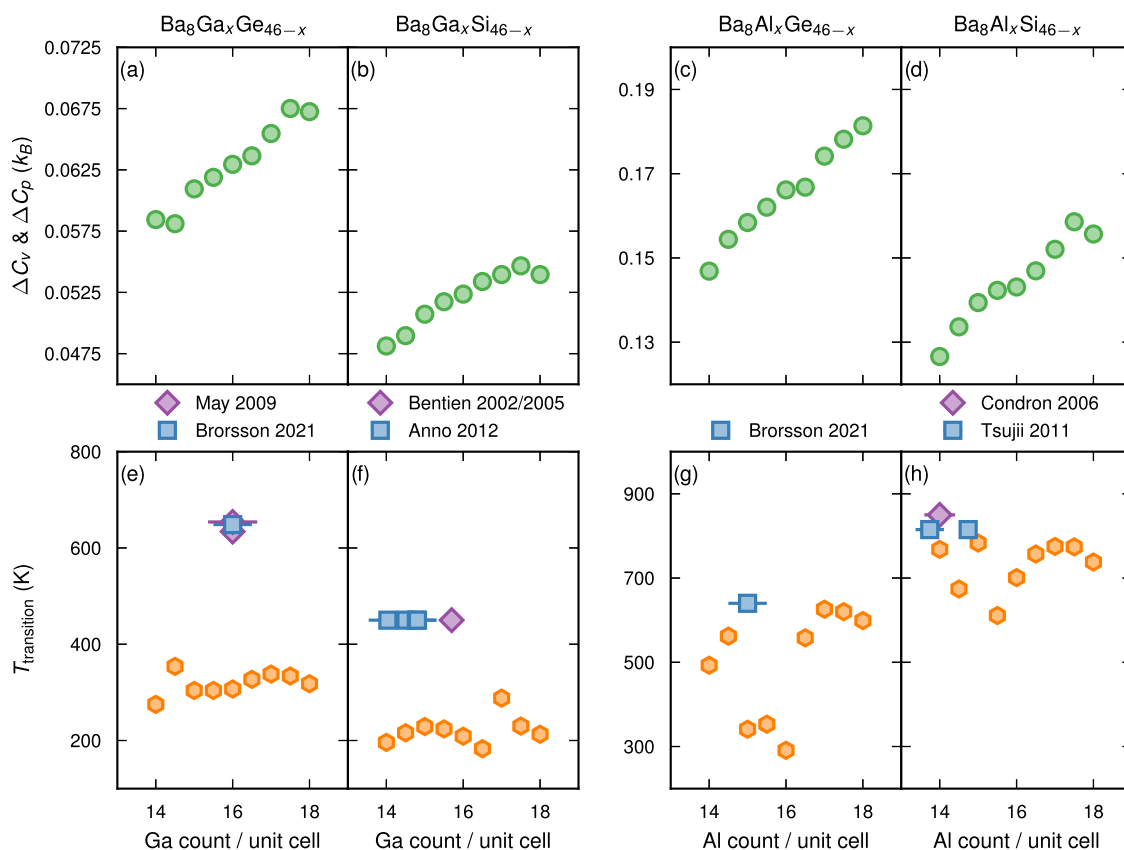 Ba₈GaₓGe₄₆₋ₓ
Ba₈GaₓSi₄₆₋ₓ
Ba₈AlₓGe₄₆₋ₓ
Ba₈AlₓSi₄₆₋ₓ
(a)
(b)
(c)
(d)
0.0725
0.0675
0.0625
0.0575
0.0525
0.0475
ΔCᵥ & ΔCₚ (k_B)
0.19
0.17
0.15
0.13
May 2009
Brorsson 2021
Bentien 2002/2005
Anno 2012
Brorsson 2021
Condron 2006
Tsujii 2011
(e)
(f)
(g)
(h)
800
600
400
200
T_transition (K)
900
700
500
300
14 16 18
14 16 18
14 16 18
14 16 18
Ga count / unit cell
Ga count / unit cell
Al count / unit cell
Al count / unit cell